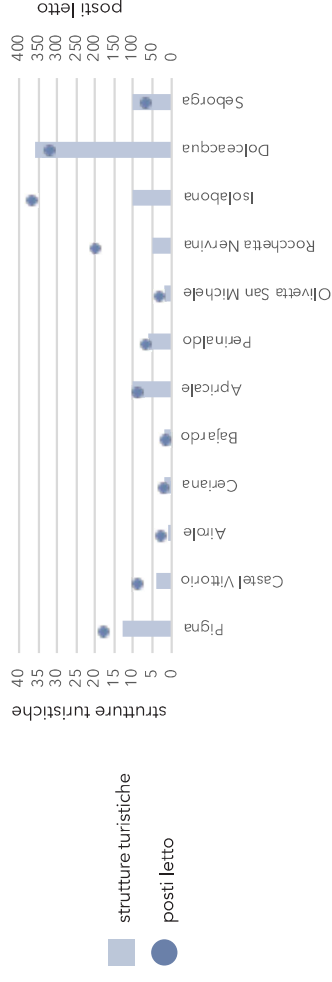 posti letto
400
350
300
250
200
150
100
50
0
Seborga
Dolceacqua
Isolabona
Rocchetta Nervina
Olivetta San Michele
Perinaldo
Apricale
Bajardo
Ceriana
Airole
Castel Vittorio
Pigna
40
35
30
25
20
15
10
5
0
strutture turistiche
strutture turistiche
posti letto